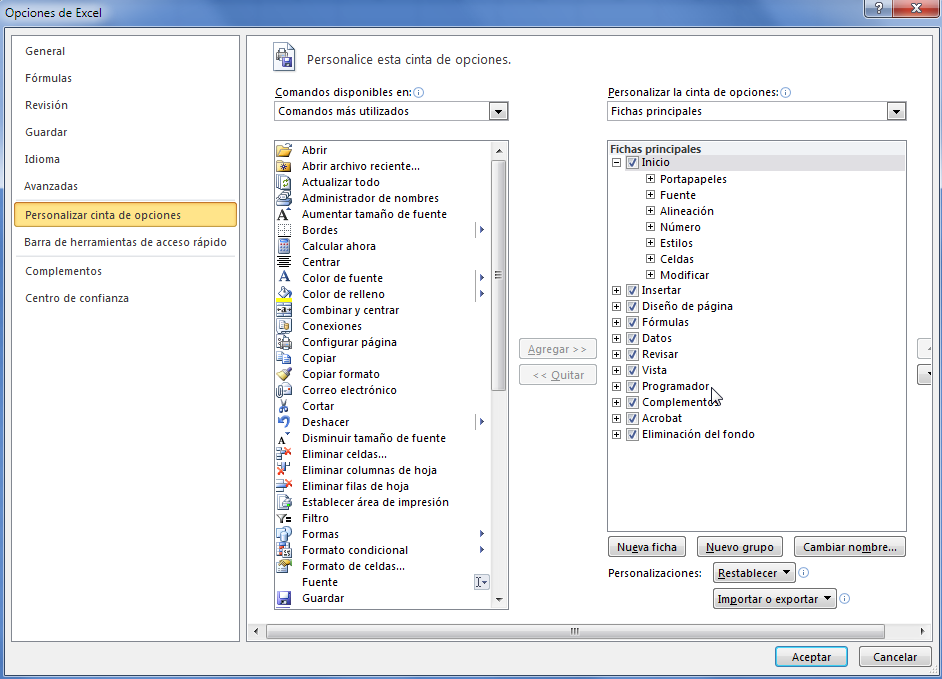 Opciones de Excel
General
Fórmulas
Revisión
Guardar
Idioma
Avanzadas
Personalizar cinta de opciones
Barra de herramientas de acceso rápido
Complementos
Centro de confianza
Personalice esta cinta de opciones.
Comandos disponibles en:
Comandos más utilizados
Abrir
Abrir archivo reciente...
Actualizar todo
Administrador de nombres
Aumentar tamaño de fuente
Bordes
Calcular ahora
Centrar
Color de fuente
Color de relleno
Combinar y centrar
Conexiones
Configurar página
Copiar
Copiar formato
Correo electrónico
Cortar
Deshacer
Disminuir tamaño de fuente
Eliminar celdas...
Eliminar columnas de hoja
Eliminar filas de hoja
Establecer área de impresión
Filtro
Formas
Formato condicional
Formato de celdas...
Fuente
Guardar
Agregar >>
<< Quitar
Personalizar la cinta de opciones:
Fichas principales
Fichas principales
Inicio
Portapapeles
Fuente
Alineación
Número
Estilos
Celdas
Modificar
Insertar
Diseño de página
Fórmulas
Datos
Revisar
Vista
Programador
Complementos
Acrobat
Eliminación del fondo
Nueva ficha
Nuevo grupo
Cambiar nombre...
Personalizaciones:
Restablecer
Importar o exportar
Aceptar
Cancelar